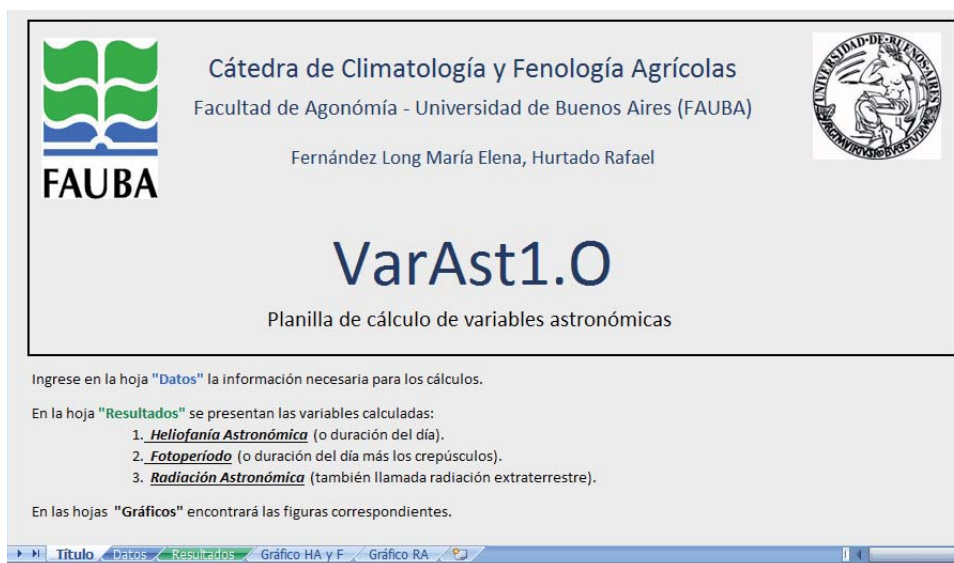 Cátedra de Climatología y Fenología Agrícolas
Facultad de Agonómía - Universidad de Buenos Aires (FAUBA)
Fernández Long María Elena, Hurtado Rafael
FAUBA
UNIVERSIDAD·DE·BUENOS·AIRES
VarAst1.O
Planilla de cálculo de variables astronómicas
Ingrese en la hoja "Datos" la información necesaria para los cálculos.
En la hoja "Resultados" se presentan las variables calculadas:
1. Heliofanía Astronómica (o duración del día).
2. Fotoperíodo (o duración del día más los crepúsculos).
3. Radiación Astronómica (también llamada radiación extraterrestre).
En las hojas "Gráficos" encontrará las figuras correspondientes.
Título Datos Resultados Gráfico HA y F Gráfico RA